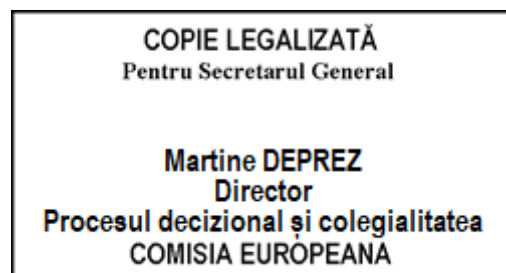 COPIE LEGALIZATĂ
Pentru Secretarul General
Martine DEPREZ
Director
Procesul decizional și colegialitatea
COMISIA EUROPEANA